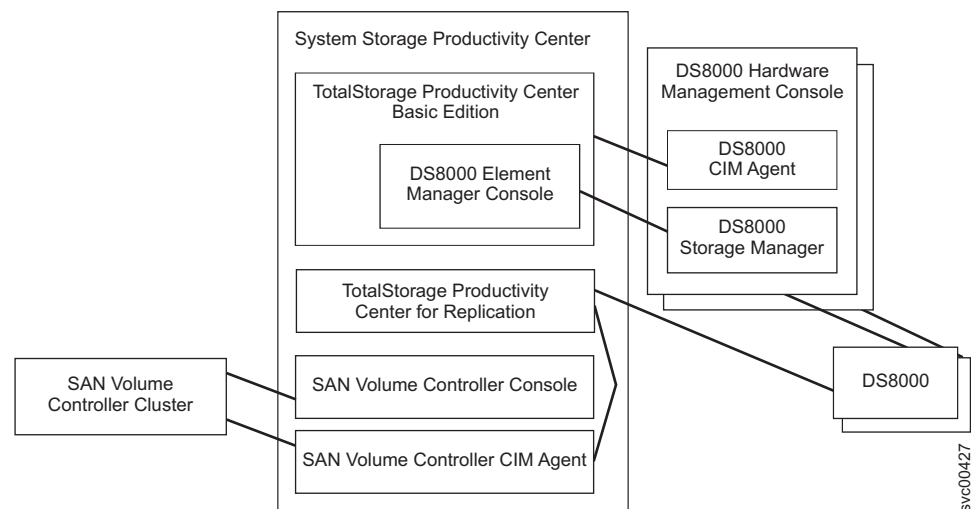 System Storage Productivity Center
TotalStorage Productivity Center
Basic Edition
DS8000 Element
Manager Console
TotalStorage Productivity
Center for Replication
SAN Volume Controller Console
SAN Volume Controller CIM Agent
SAN Volume
Controller Cluster
DS8000 Hardware
Management Console
DS8000
CIM Agent
DS8000
Storage Manager
DS8000
svc00427